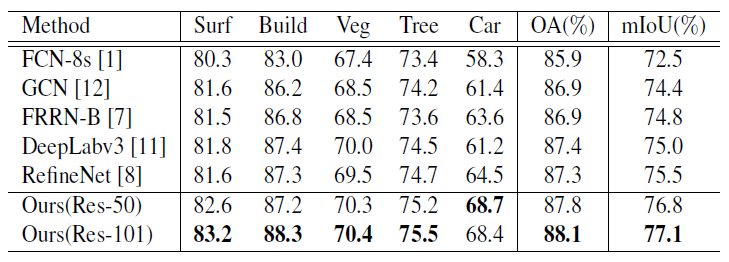 Method Surf Build Veg Tree Car OA(%) mIoU(%)
FCN-8s [1] 80.3 83.0 67.4 73.4 58.3 85.9 72.5
GCN [12] 81.6 86.2 68.5 74.2 61.4 86.9 74.4
FRRN-B [7] 81.5 86.8 68.5 73.6 63.6 86.9 74.8
DeepLabv3 [11] 81.8 87.4 70.0 74.5 61.2 87.4 75.0
RefineNet [8] 81.6 87.3 69.5 74.7 64.5 87.3 75.5
Ours(Res-50) 82.6 87.2 70.3 75.2 68.7 87.8 76.8
Ours(Res-101) 83.2 88.3 70.4 75.5 68.4 88.1 77.1